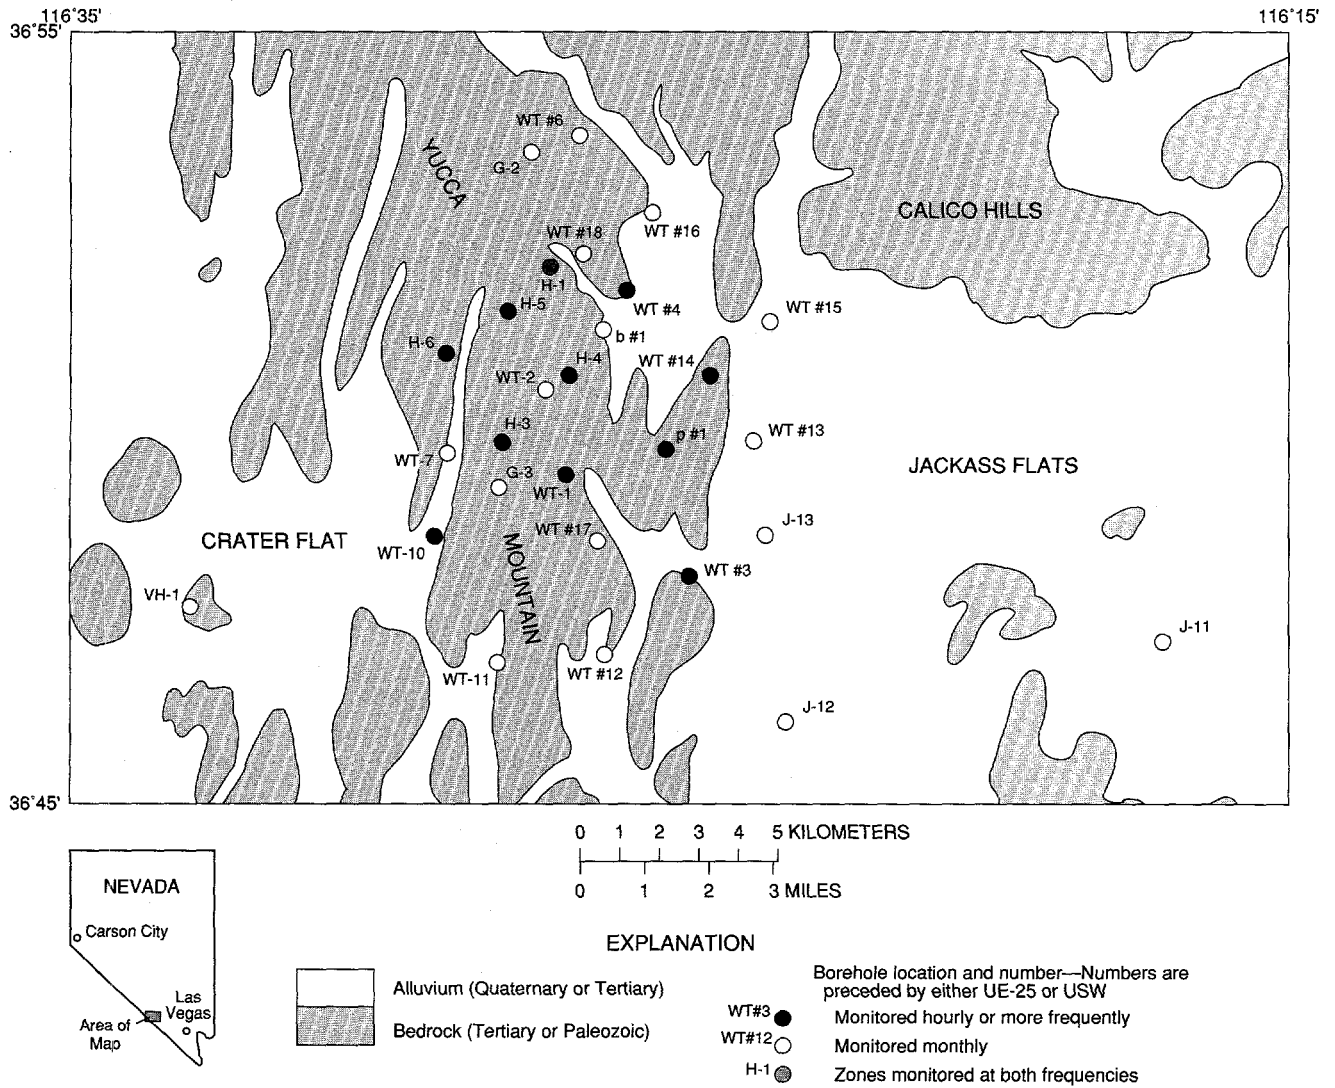 116°35'
116°15'
36°55'
WT #6
G-2
YUCCA
WT #16
CALICO HILLS
WT #18
H-1
WT #4
H-5
WT #15
b #1
H-6
H-4
WT #14
WT-2
H-3
p #1
WT #13
WT-7
G-3
JACKASS FLATS
WT-1
J-13
CRATER FLAT
WT #17
WT-10
MOUNTAIN
WT #3
VH-1
J-11
WT-11
WT #12
J-12
36°45'
0 1 2 3 4 5 KILOMETERS
0 1 2 3 MILES
NEVADA
Carson City
Las
Vegas
Area of
Map
EXPLANATION
Alluvium (Quaternary or Tertiary)
Bedrock (Tertiary or Paleozoic)
Borehole location and number—Numbers are
preceded by either UE-25 or USW
WT#3 Monitored hourly or more frequently
WT#12 Monitored monthly
H-1 Zones monitored at both frequencies